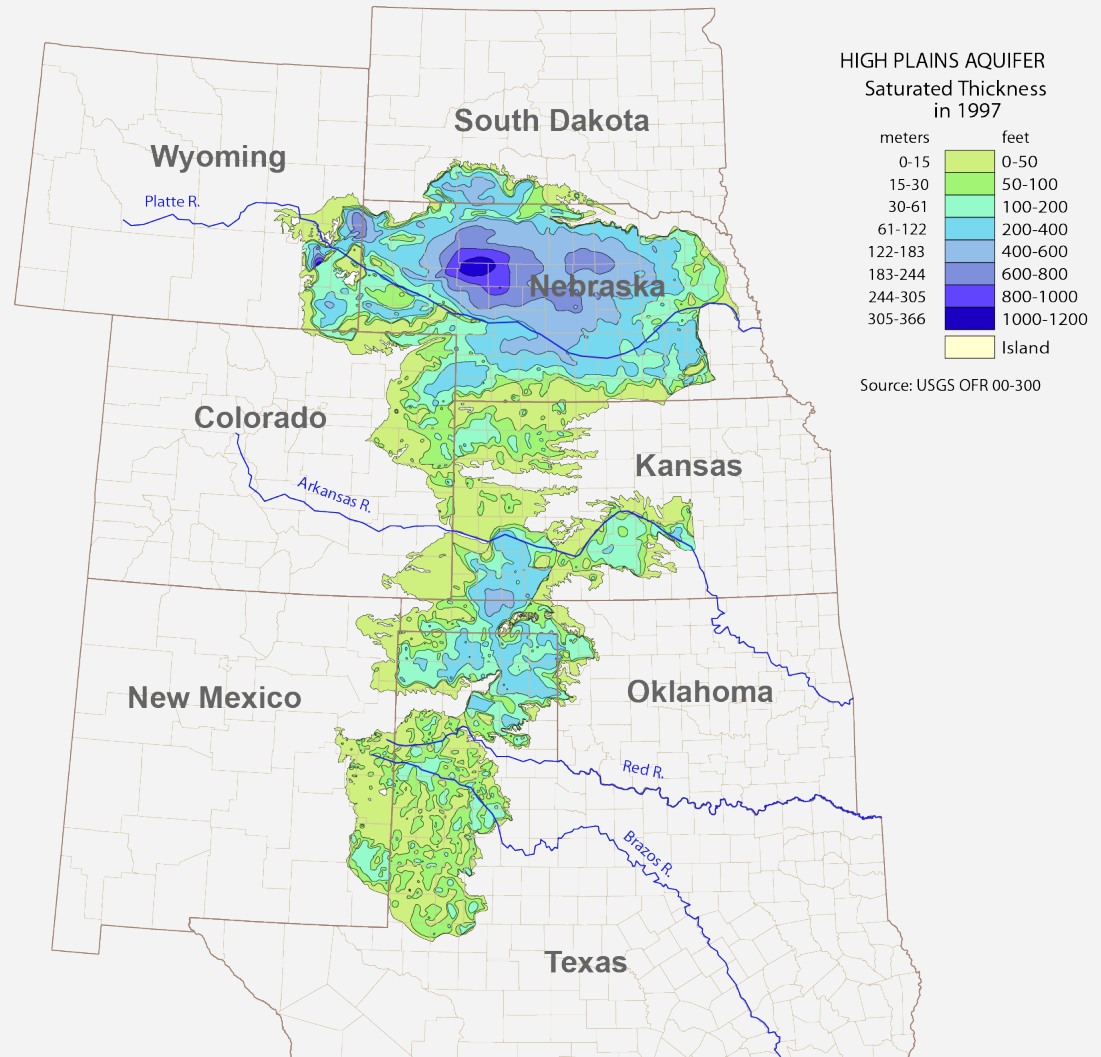 HIGH PLAINS AQUIFER
Saturated Thickness
in 1997
meters feet
0-15 0-50
15-30 50-100
30-61 100-200
61-122 200-400
122-183 400-600
183-244 600-800
244-305 800-1000
305-366 1000-1200
Island
Source: USGS OFR 00-300
South Dakota
Wyoming
Platte R.
Nebraska
Colorado
Kansas
Arkansas R.
New Mexico
Oklahoma
Red R.
Brazos R.
Texas